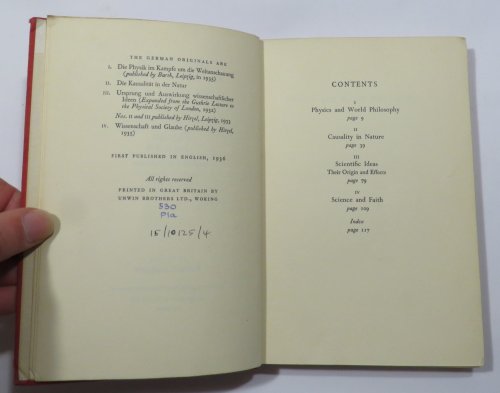 THE GERMAN ORIGINALS ARE
I. Die Physik im Kampfe um die Weltanschauung
(published by Barth, Leipzig, in 1935)
II. Die Kausalität in der Natur
III. Ursprung und Auswirkung wissenschaftlicher
Ideen (Expanded from the Guthrie Lecture to
the Physical Society of London, 1932)
Nos. II and III published by Hirzel, Leipzig, 1933
IV. Wissenschaft und Glaube (published by Hirzel,
1935)
FIRST PUBLISHED IN ENGLISH, 1936
All rights reserved
PRINTED IN GREAT BRITAIN BY
UNWIN BROTHERS LTD., WOKING
530
Pla
15/10125/4
CONTENTS
I
Physics and World Philosophy
page 9
II
Causality in Nature
page 39
III
Scientific Ideas
Their Origin and Effects
page 79
IV
Science and Faith
page 109
Index
page 127